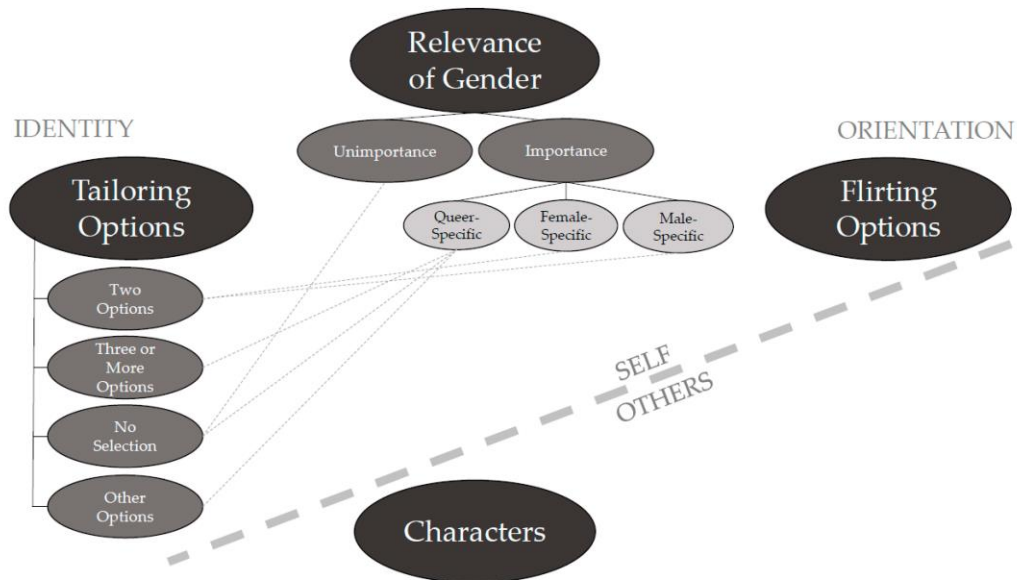 Relevance
of Gender
IDENTITY
ORIENTATION
Unimportance
Importance
Tailoring
Options
Flirting
Options
Queer-
Specific
Female-
Specific
Male-
Specific
Two
Options
Three or
More
Options
SELF
OTHERS
No
Selection
Other
Options
Characters